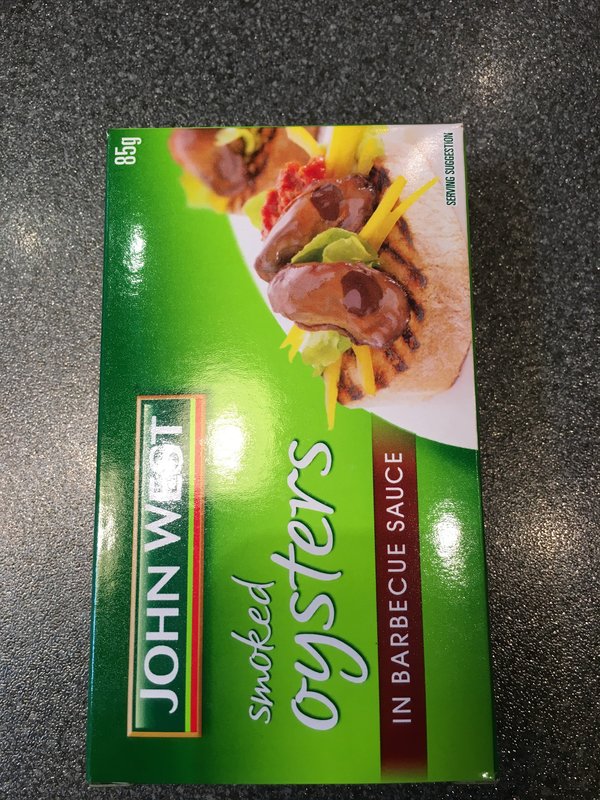 JOHN WEST
smoked
oysters
IN BARBECUE SAUCE
85g
SERVING SUGGESTION